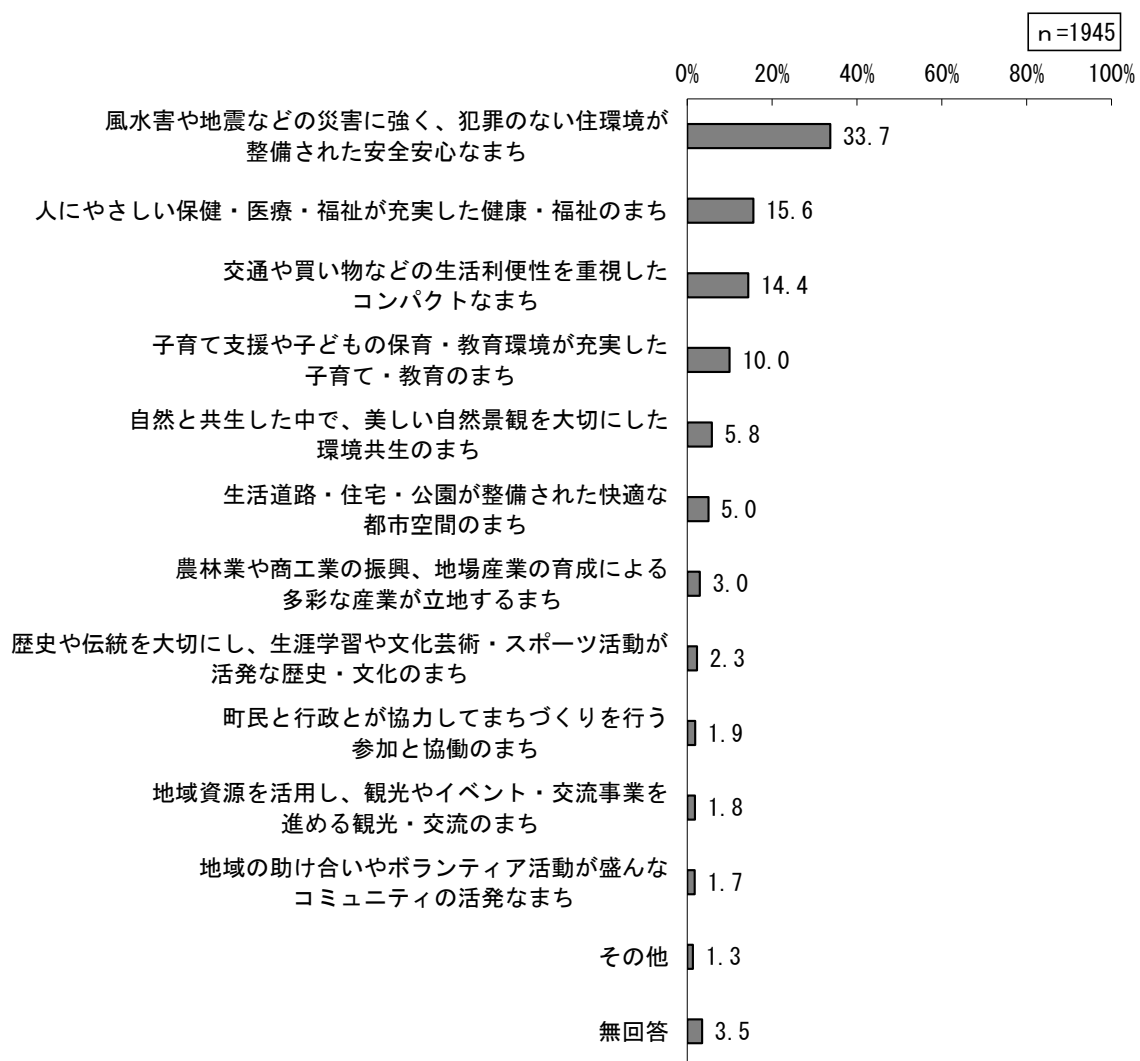 ｎ=1945
0% 20% 40% 60% 80% 100%
風水害や地震などの災害に強く、犯罪のない住環境が
整備された安全安心なまち
33.7
人にやさしい保健・医療・福祉が充実した健康・福祉のまち
15.6
交通や買い物などの生活利便性を重視した
コンパクトなまち
14.4
子育て支援や子どもの保育・教育環境が充実した
子育て・教育のまち
10.0
自然と共生した中で、美しい自然景観を大切にした
環境共生のまち
5.8
生活道路・住宅・公園が整備された快適な
都市空間のまち
5.0
農林業や商工業の振興、地場産業の育成による
多彩な産業が立地するまち
3.0
歴史や伝統を大切にし、生涯学習や文化芸術・スポーツ活動が
活発な歴史・文化のまち
2.3
町民と行政とが協力してまちづくりを行う
参加と協働のまち
1.9
地域資源を活用し、観光やイベント・交流事業を
進める観光・交流のまち
1.8
地域の助け合いやボランティア活動が盛んな
コミュニティの活発なまち
1.7
その他
1.3
無回答
3.5